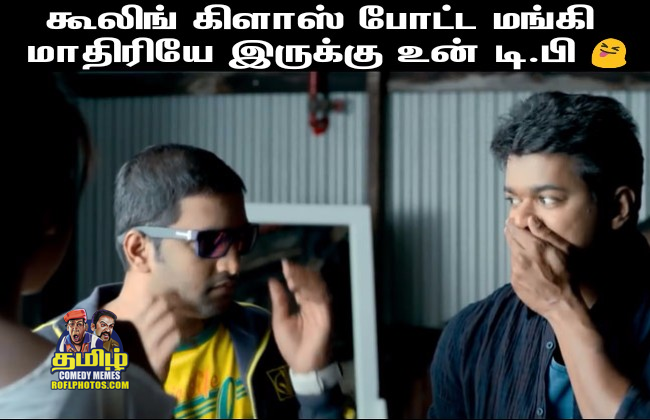 கூலிங் கிளாஸ் போட்ட மங்கி
மாதிரியே இருக்கு உன் டி.பி 😝
தமிழ்
COMEDY MEMES
ROFLPHOTOS.COM